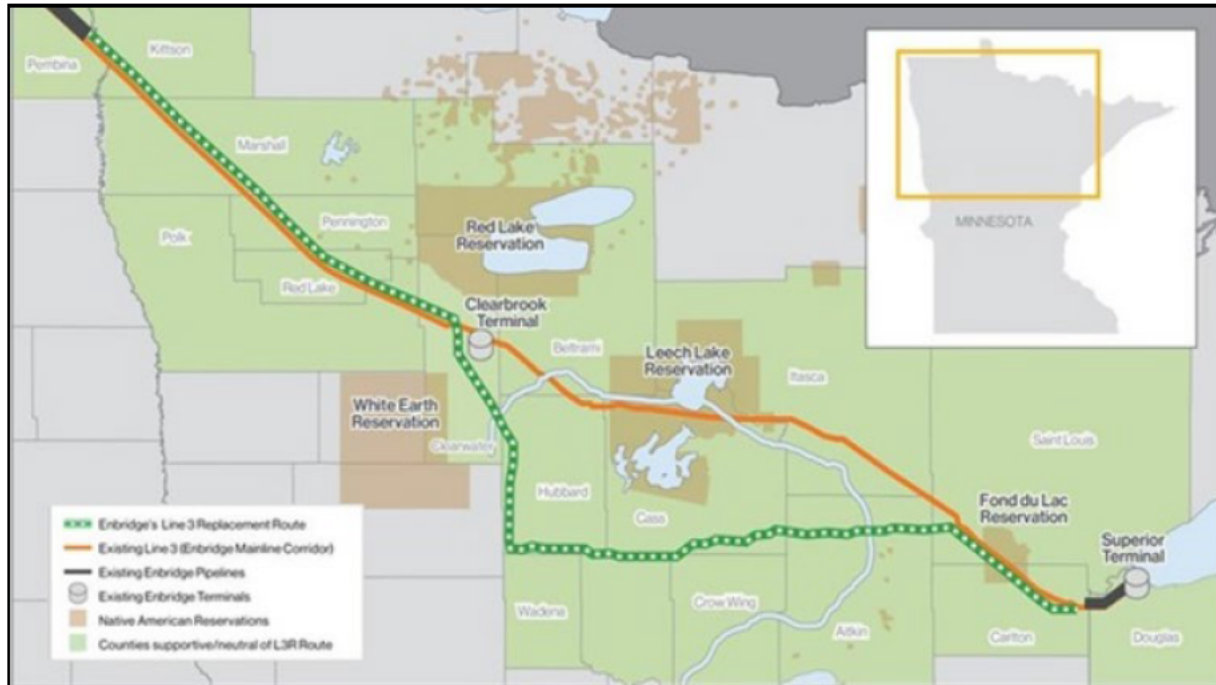 Pembina
Kittson
Marshall
Polk
Pennington
Red Lake
Red Lake
Reservation
Clearbrook
Terminal
Beltrami
Leech Lake
Reservation
Itasca
White Earth
Reservation
Clearwater
Hubbard
Cass
Saint Louis
Fond du Lac
Reservation
Superior
Terminal
Wadena
Crow Wing
Aitkin
Carlton
Douglas
MINNESOTA
Enbridge's Line 3 Replacement Route
Existing Line 3 (Enbridge Mainline Corridor)
Existing Enbridge Pipelines
Existing Enbridge Terminals
Native American Reservations
Counties supportive/neutral of L3R Route